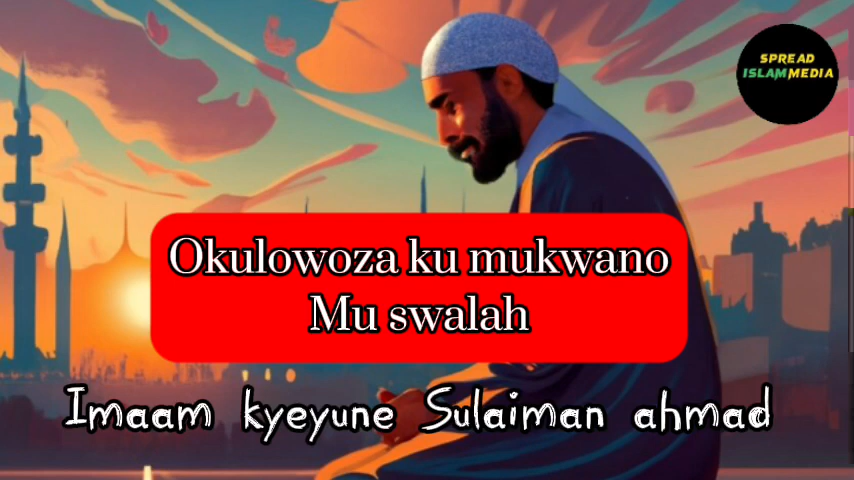 SPREAD
ISLAMMEDIA
Okulowoza ku mukwano
Mu swalah
Imaam kyeyune Sulaiman ahmad